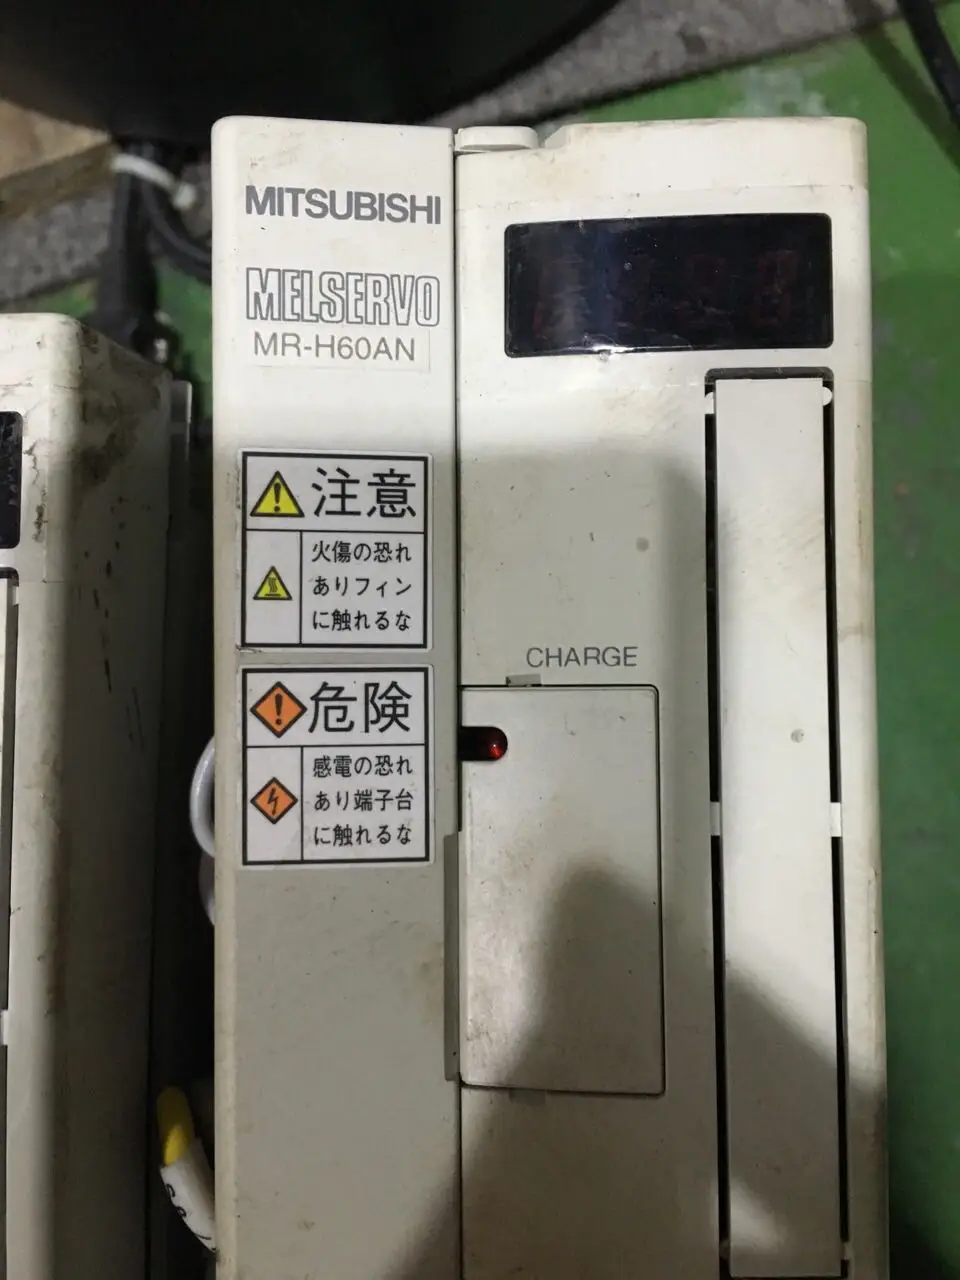 MITSUBISHI
MELSERVO
MR-H60AN
注意
火傷の恐れ
ありフィン
に触れるな
危険
感電の恐れ
あり端子台
に触れるな
CHARGE